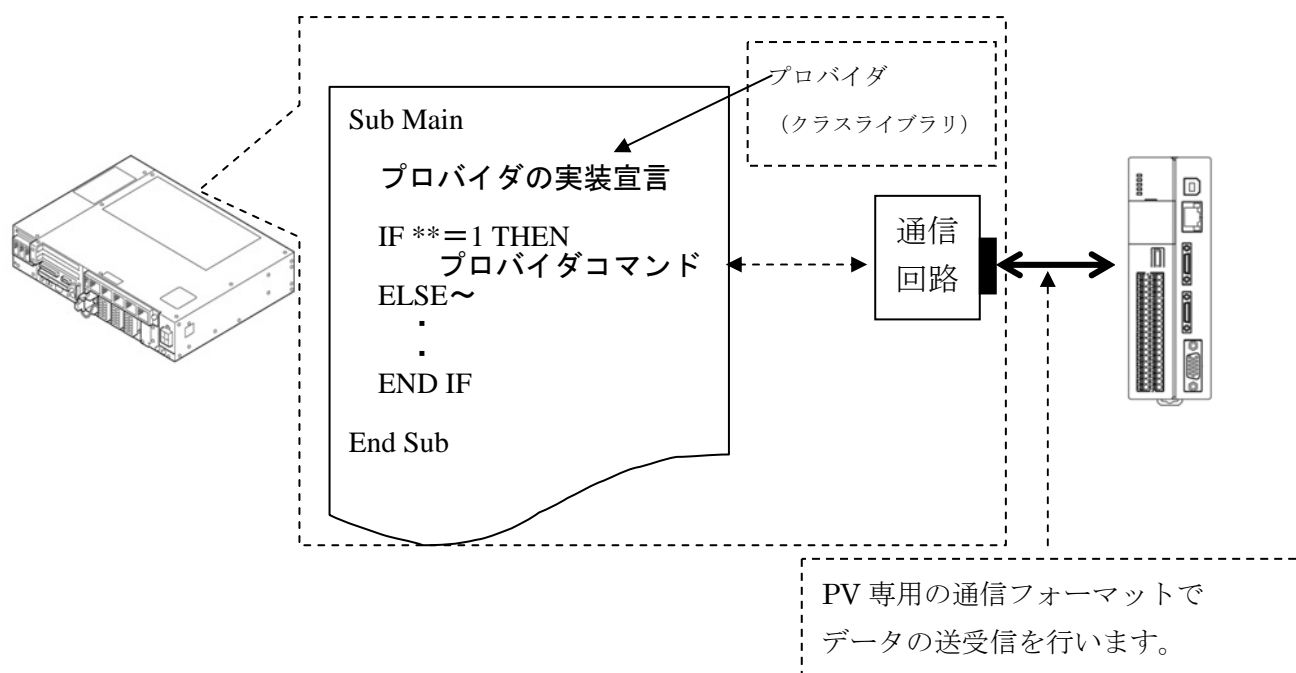 プロバイダ
（クラスライブラリ）
Sub Main
プロバイダの実装宣言
IF **＝1 THEN
プロバイダコマンド
ELSE～
・
・
END IF
End Sub
通信
回路
PV 専用の通信フォーマットで
データの送受信を行います。